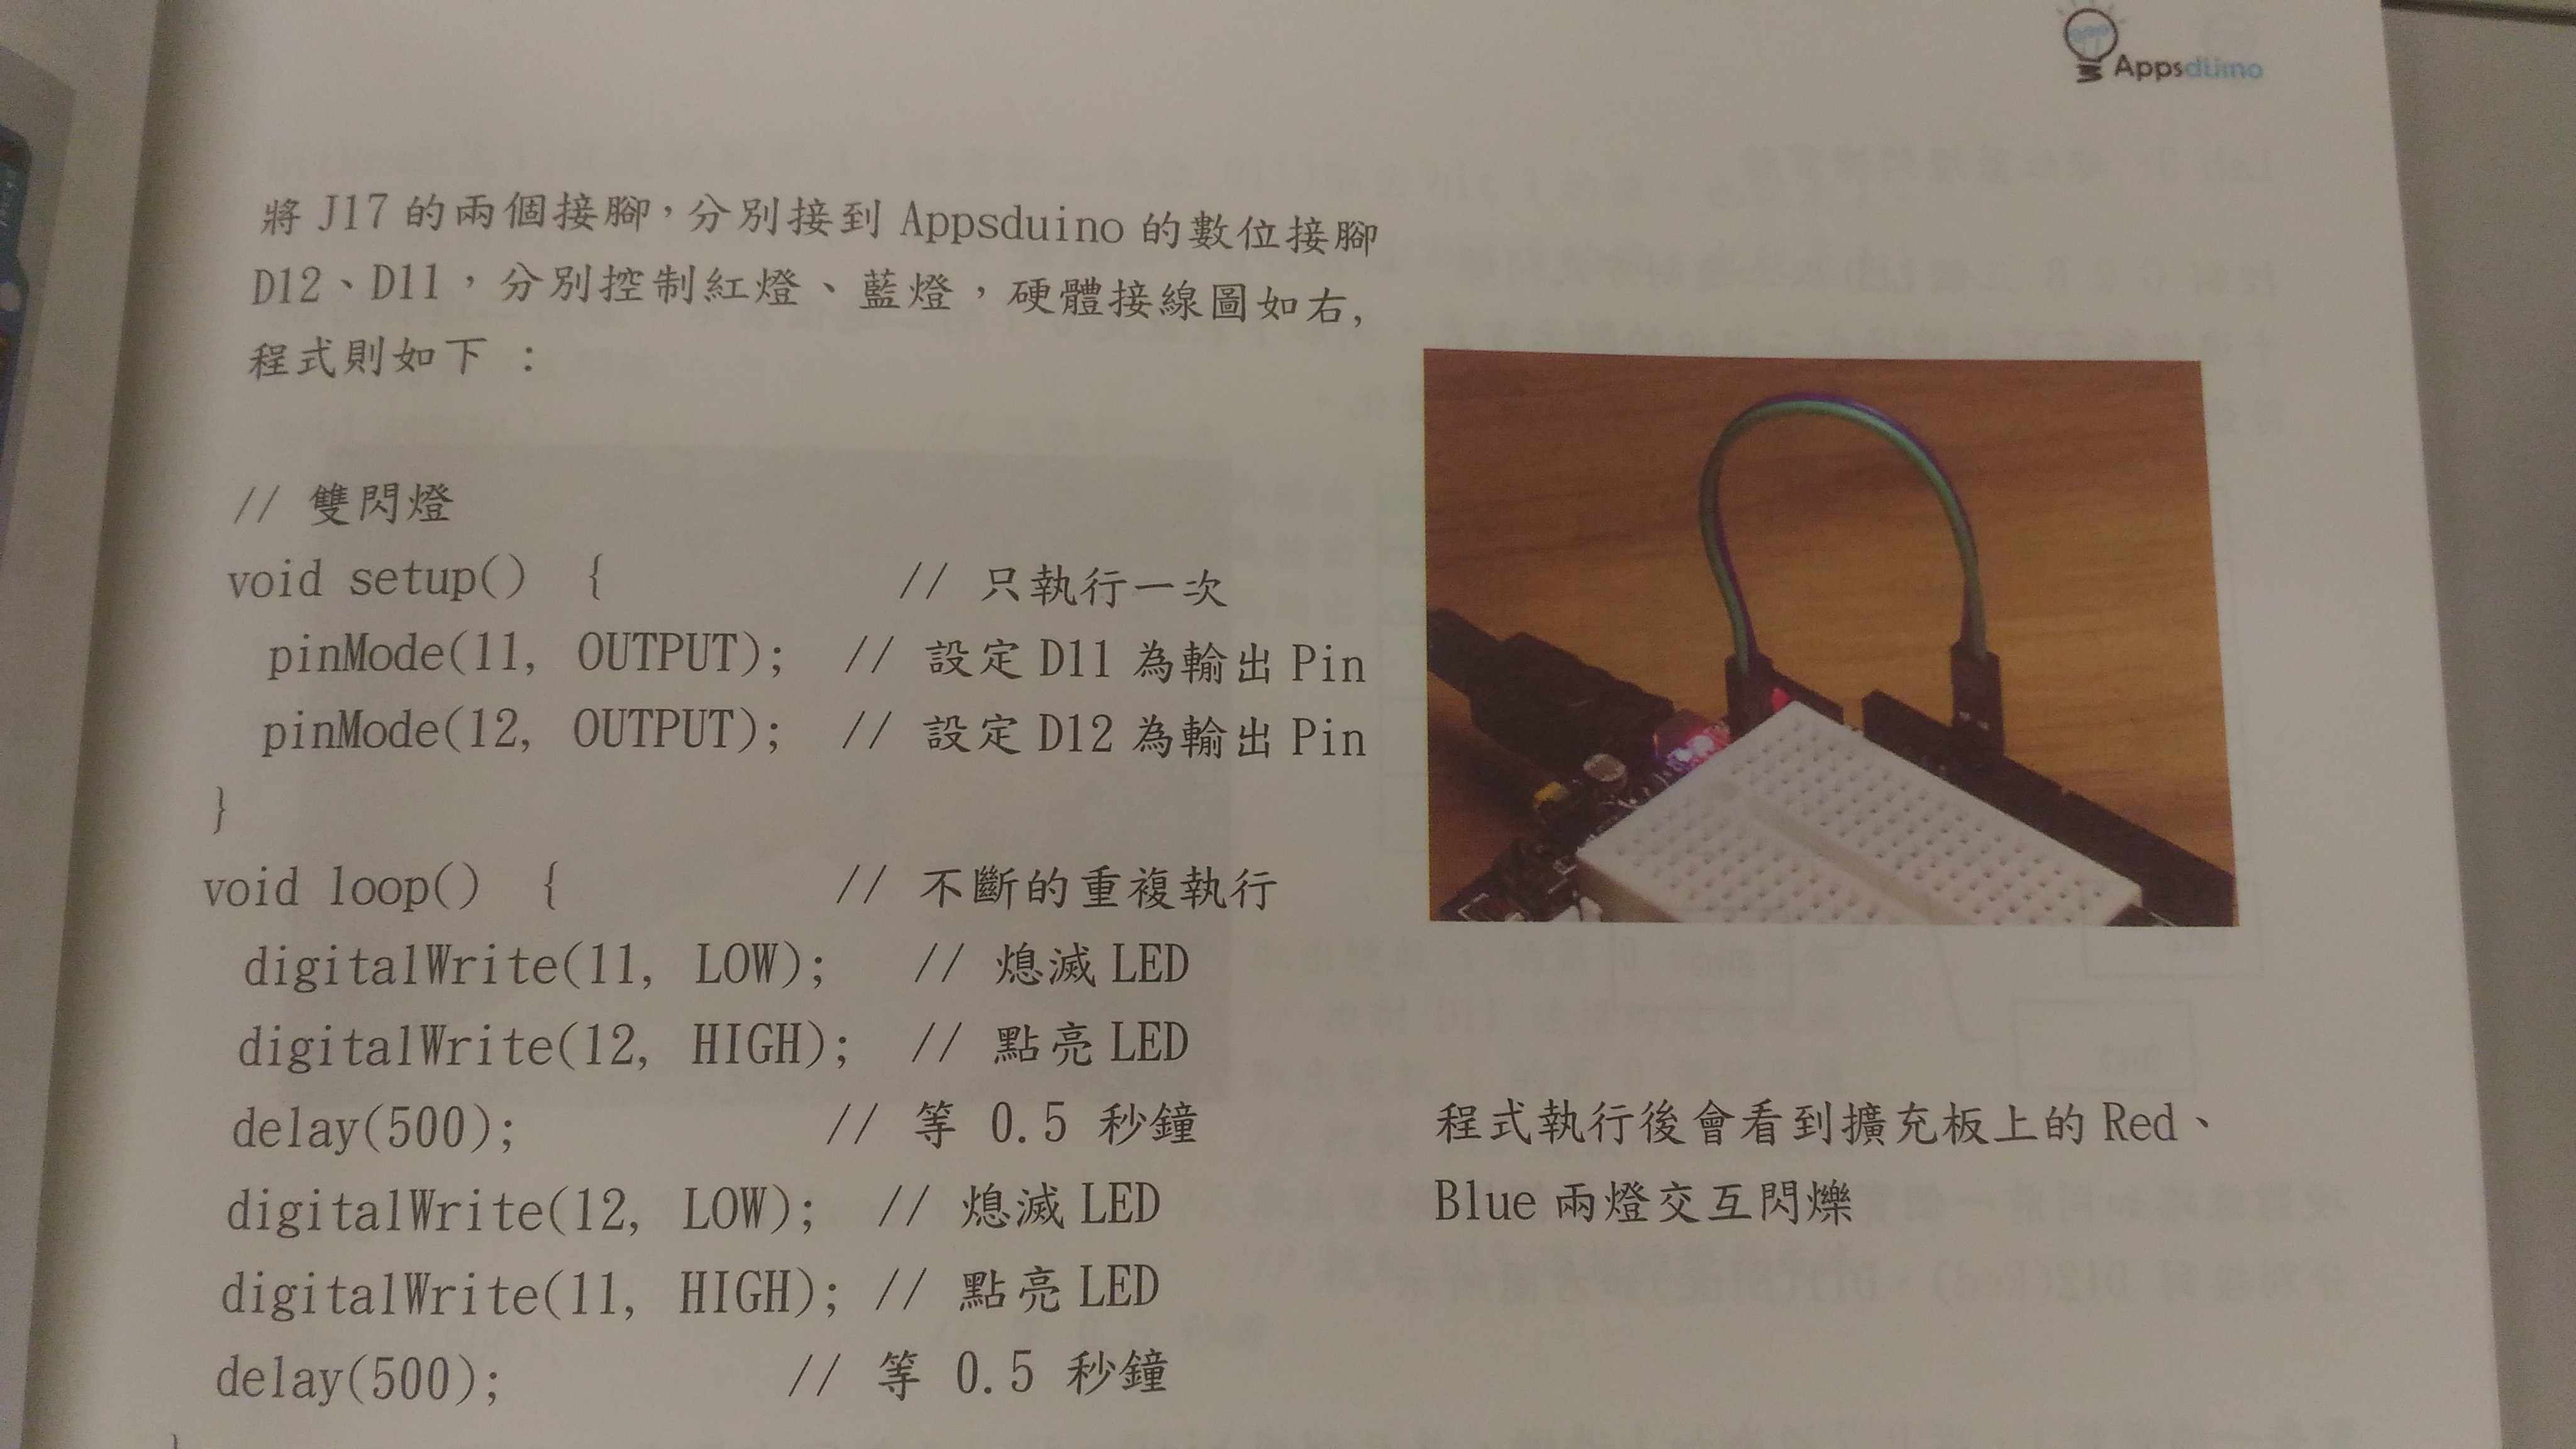 Appsduino
將 J17 的兩個接腳，分別接到 Appsduino 的數位接腳
D12、D11，分別控制紅燈、藍燈，硬體接線圖如右，
程式則如下 ：
// 雙閃燈
void setup() { // 只執行一次
pinMode(11, OUTPUT); // 設定 D11 為輸出 Pin
pinMode(12, OUTPUT); // 設定 D12 為輸出 Pin
}
void loop() { // 不斷的重複執行
digitalWrite(11, LOW); // 熄滅 LED
digitalWrite(12, HIGH); // 點亮 LED
delay(500); // 等 0.5 秒鐘
digitalWrite(12, LOW); // 熄滅 LED
digitalWrite(11, HIGH); // 點亮 LED
delay(500); // 等 0.5 秒鐘
程式執行後會看到擴充板上的 Red、
Blue 兩燈交互閃爍